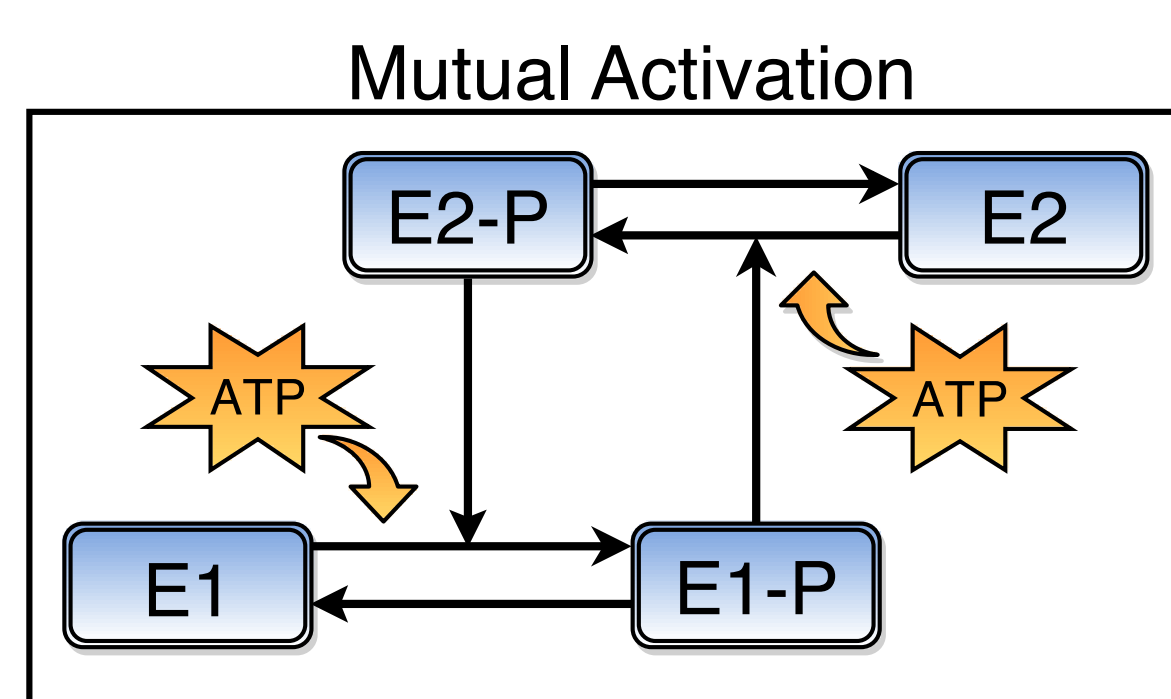 Mutual Activation
E2-P
E2
ATP
ATP
E1
E1-P